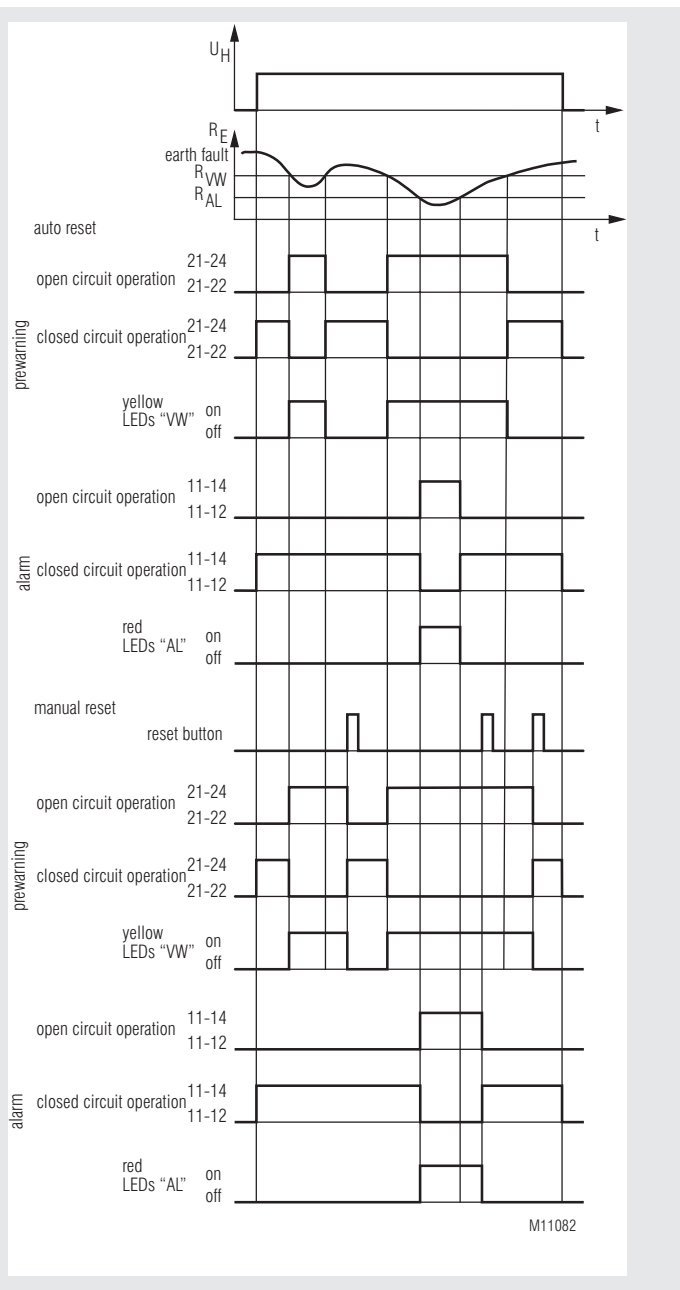 U_H
t
R_E
earth fault
R_VW
R_AL
t
auto reset
prewarning
open circuit operation 21-24
21-22
closed circuit operation 21-24
21-22
yellow
LEDs “VW” on
off
alarm
open circuit operation 11-14
11-12
closed circuit operation 11-14
11-12
red
LEDs “AL” on
off
manual reset
reset button
prewarning
open circuit operation 21-24
21-22
closed circuit operation 21-24
21-22
yellow
LEDs “VW” on
off
alarm
open circuit operation 11-14
11-12
closed circuit operation 11-14
11-12
red
LEDs “AL” on
off
M11082